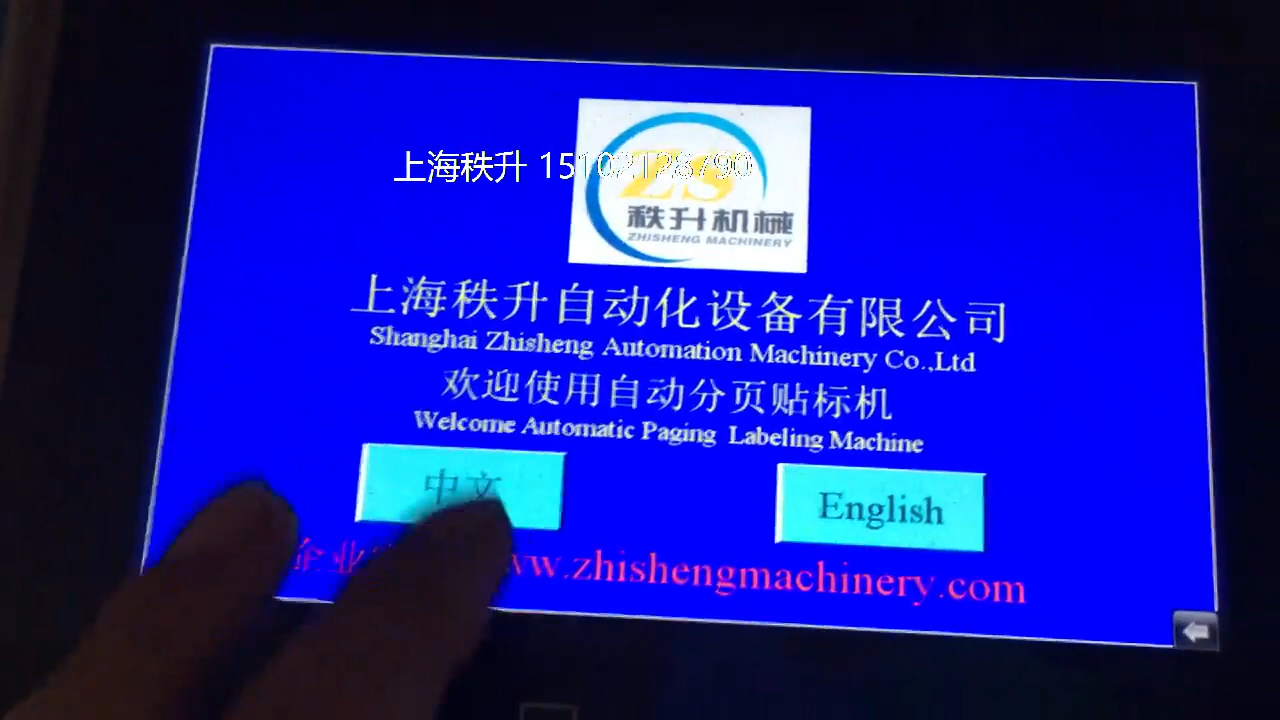 上海秩升 15102128790
ZS
秩升机械
ZHISHENG MACHINERY
上海秩升自动化设备有限公司
Shanghai Zhisheng Automation Machinery Co.,Ltd
欢迎使用自动分页贴标机
Welcome Automatic Paging Labeling Machine
中文
English
企业 www.zhishengmachinery.com